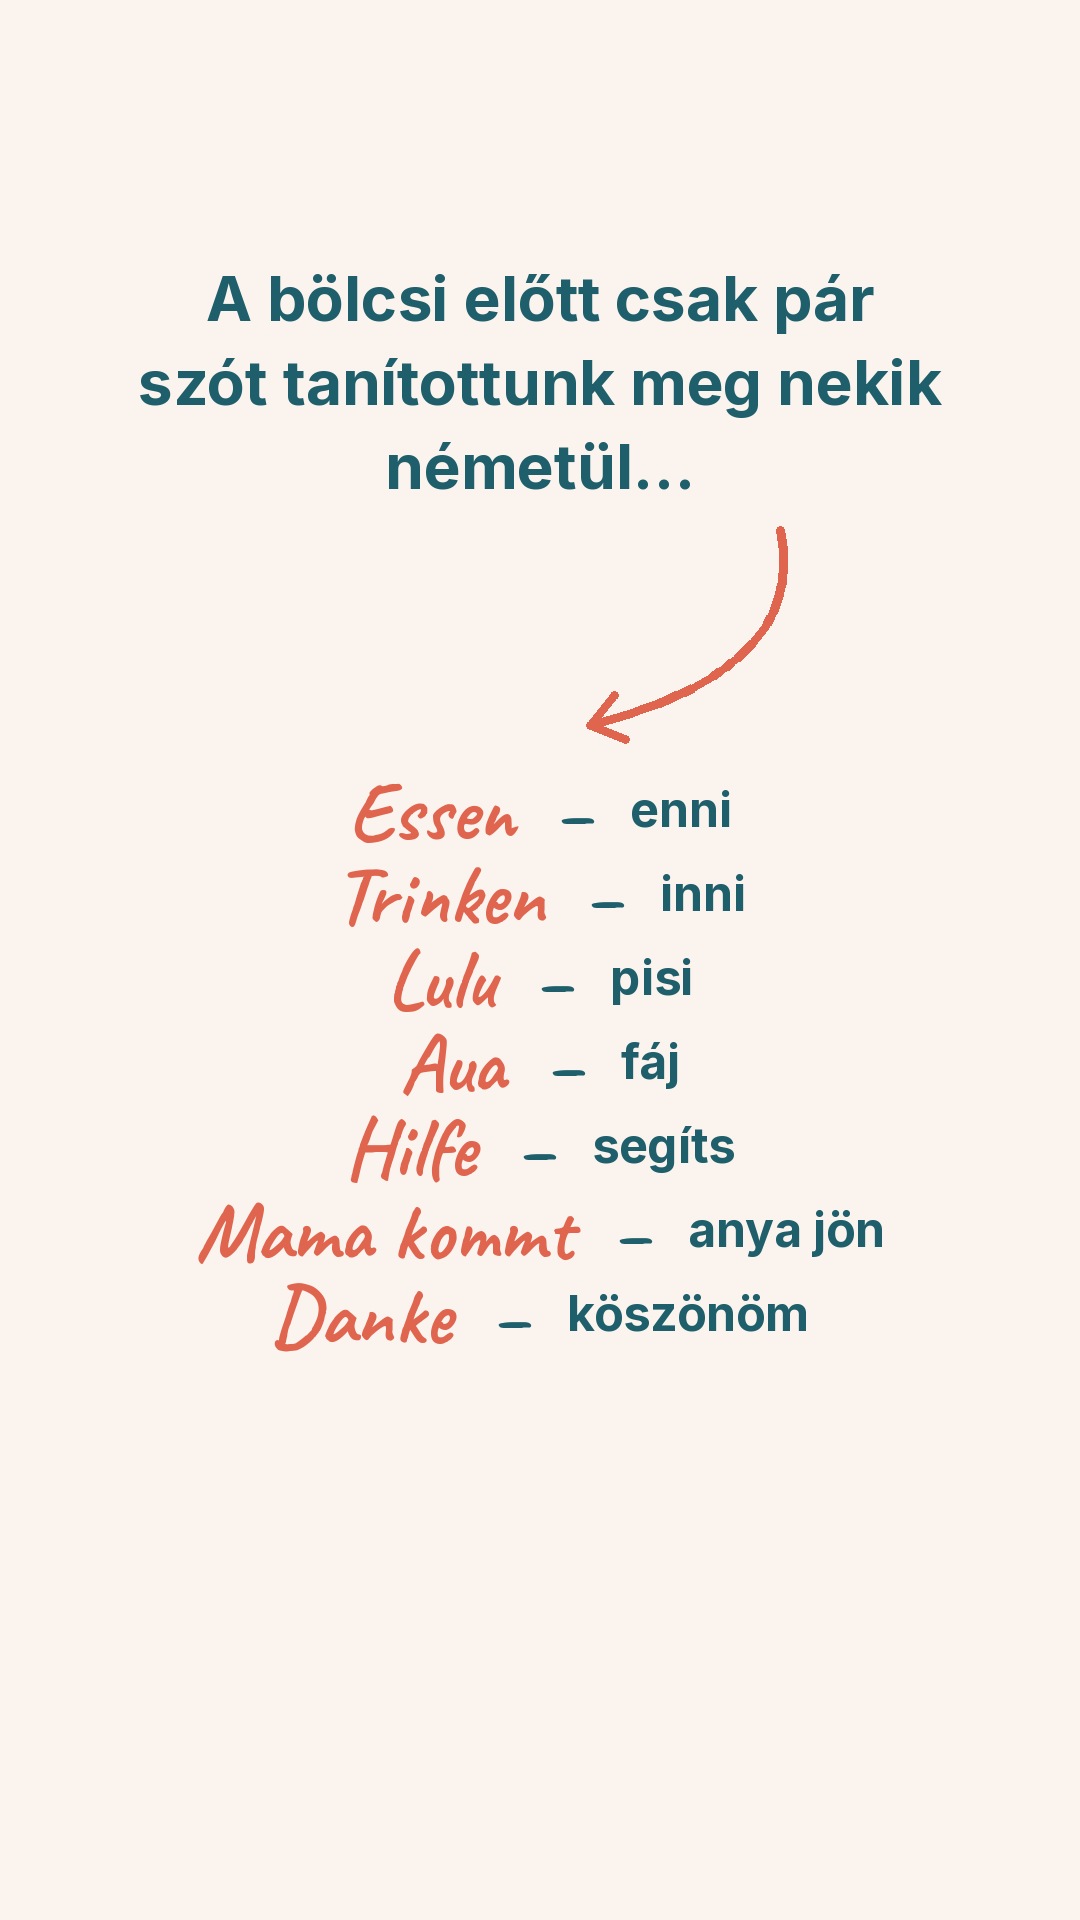 A bölcsi előtt csak pár
szót tanítottunk meg nekik
németül...
Essen – enni
Trinken – inni
Lulu – pisi
Aua – fáj
Hilfe – segíts
Mama kommt – anya jön
Danke – köszönöm